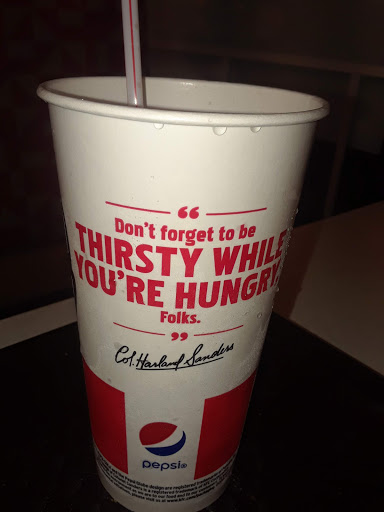 “
Don't forget to be
THIRSTY WHILE
YOU'RE HUNGRY,
Folks.
”
Col. Harland Sanders
pepsi®